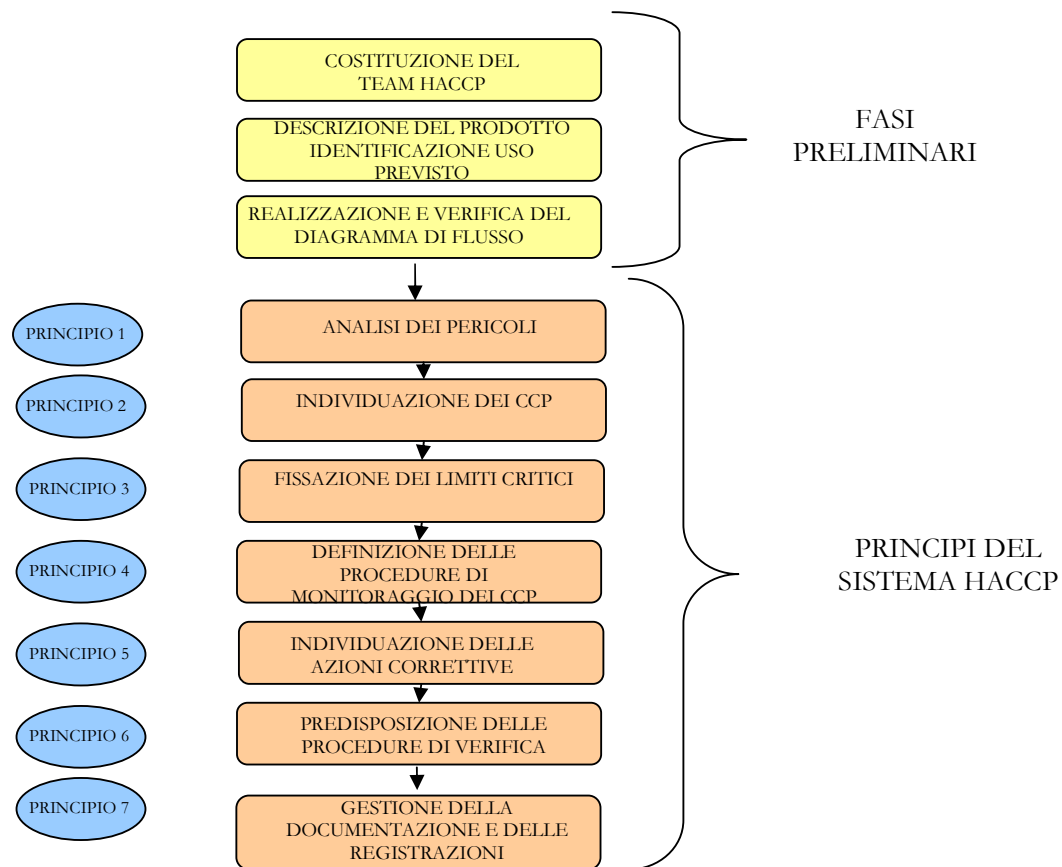 COSTITUZIONE DEL
TEAM HACCP
DESCRIZIONE DEL PRODOTTO
IDENTIFICAZIONE USO
PREVISTO
REALIZZAZIONE E VERIFICA DEL
DIAGRAMMA DI FLUSSO
FASI
PRELIMINARI
PRINCIPIO 1
ANALISI DEI PERICOLI
PRINCIPIO 2
INDIVIDUAZIONE DEI CCP
PRINCIPIO 3
FISSAZIONE DEI LIMITI CRITICI
PRINCIPIO 4
DEFINIZIONE DELLE
PROCEDURE DI
MONITORAGGIO DEI CCP
PRINCIPIO 5
INDIVIDUAZIONE DELLE
AZIONI CORRETTIVE
PRINCIPIO 6
PREDISPOSIZIONE DELLE
PROCEDURE DI VERIFICA
PRINCIPIO 7
GESTIONE DELLA
DOCUMENTAZIONE E DELLE
REGISTRAZIONI
PRINCIPI DEL
SISTEMA HACCP